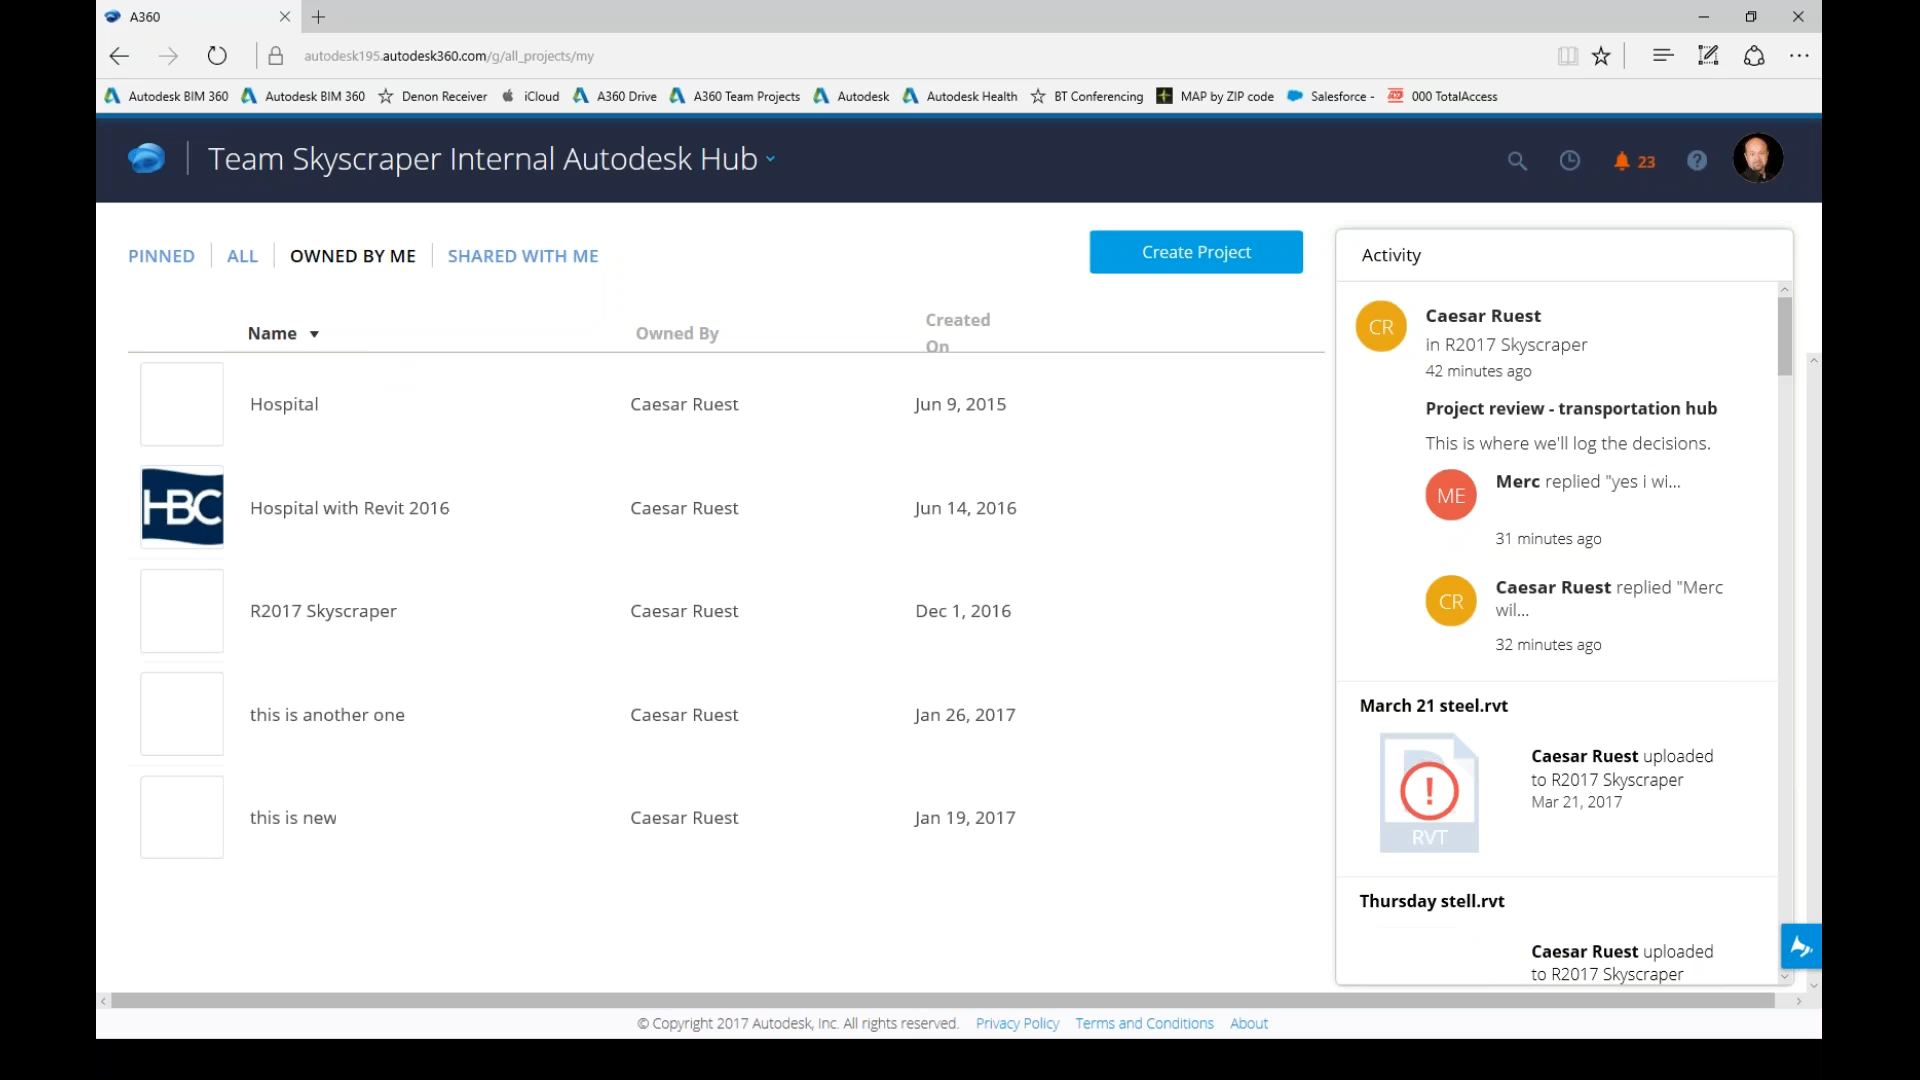 A360
autodesk195.autodesk360.com/g/all_projects/my
Autodesk BIM 360 Autodesk BIM 360 Denon Receiver iCloud A360 Drive A360 Team Projects Autodesk Autodesk Health BT Conferencing MAP by ZIP code Salesforce - 000 TotalAccess
Team Skyscraper Internal Autodesk Hub
23
PINNED ALL OWNED BY ME SHARED WITH ME
Create Project
Name Owned By Created On
Hospital Caesar Ruest Jun 9, 2015
HBC Hospital with Revit 2016 Caesar Ruest Jun 14, 2016
R2017 Skyscraper Caesar Ruest Dec 1, 2016
this is another one Caesar Ruest Jan 26, 2017
this is new Caesar Ruest Jan 19, 2017
Activity
CR Caesar Ruest
in R2017 Skyscraper
42 minutes ago
Project review - transportation hub
This is where we'll log the decisions.
ME Merc replied "yes i wi...
31 minutes ago
CR Caesar Ruest replied "Merc
wil...
32 minutes ago
March 21 steel.rvt
RVT
Caesar Ruest uploaded
to R2017 Skyscraper
Mar 21, 2017
Thursday stell.rvt
Caesar Ruest uploaded
to R2017 Skyscraper
© Copyright 2017 Autodesk, Inc. All rights reserved. Privacy Policy Terms and Conditions About